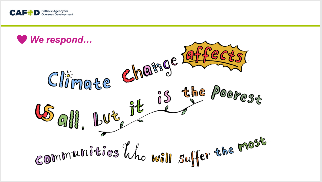 CAFOD
We respond...
Climate change affects
us all, but it is the poorest
communities who will suffer the most